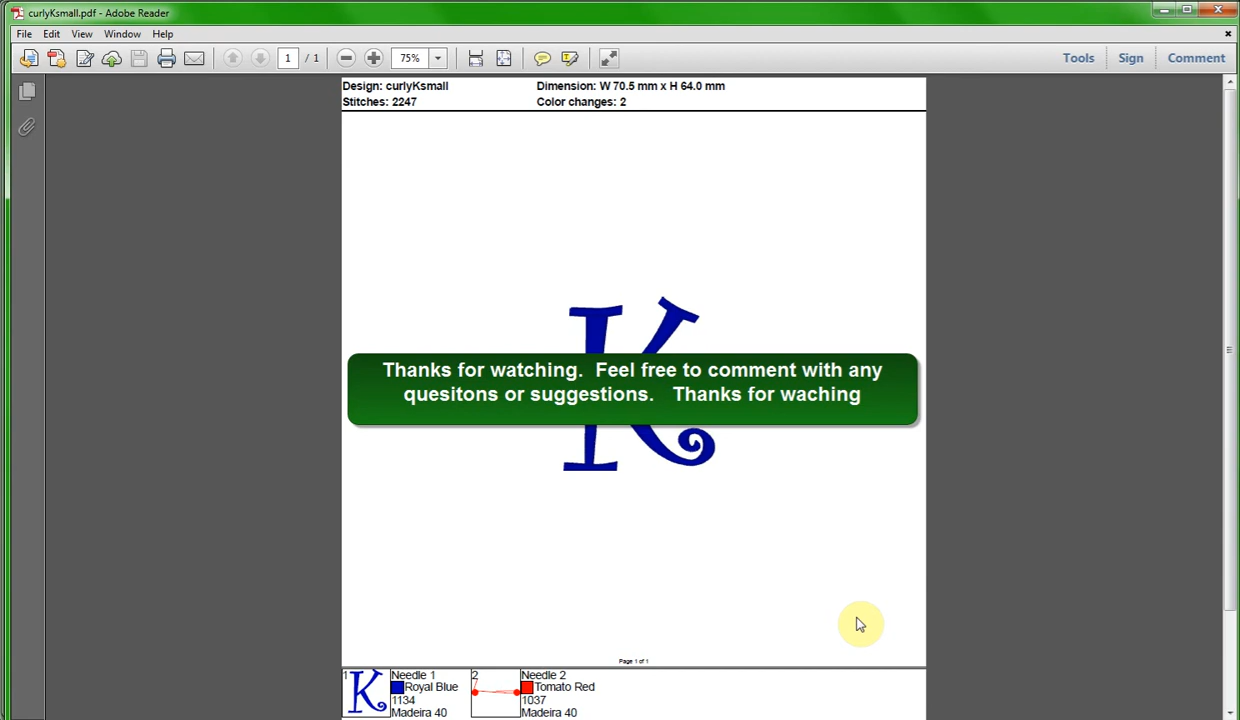 curlyKsmall.pdf - Adobe Reader
File Edit View Window Help
1 / 1 75% Tools Sign Comment
Design: curlyKsmall Dimension: W 70.5 mm x H 64.0 mm
Stitches: 2247 Color changes: 2
K
Thanks for watching. Feel free to comment with any
quesitons or suggestions. Thanks for waching
Page 1 of 1
1 K Needle 1 2 Needle 2
Royal Blue Tomato Red
1134 1037
Madeira 40 Madeira 40